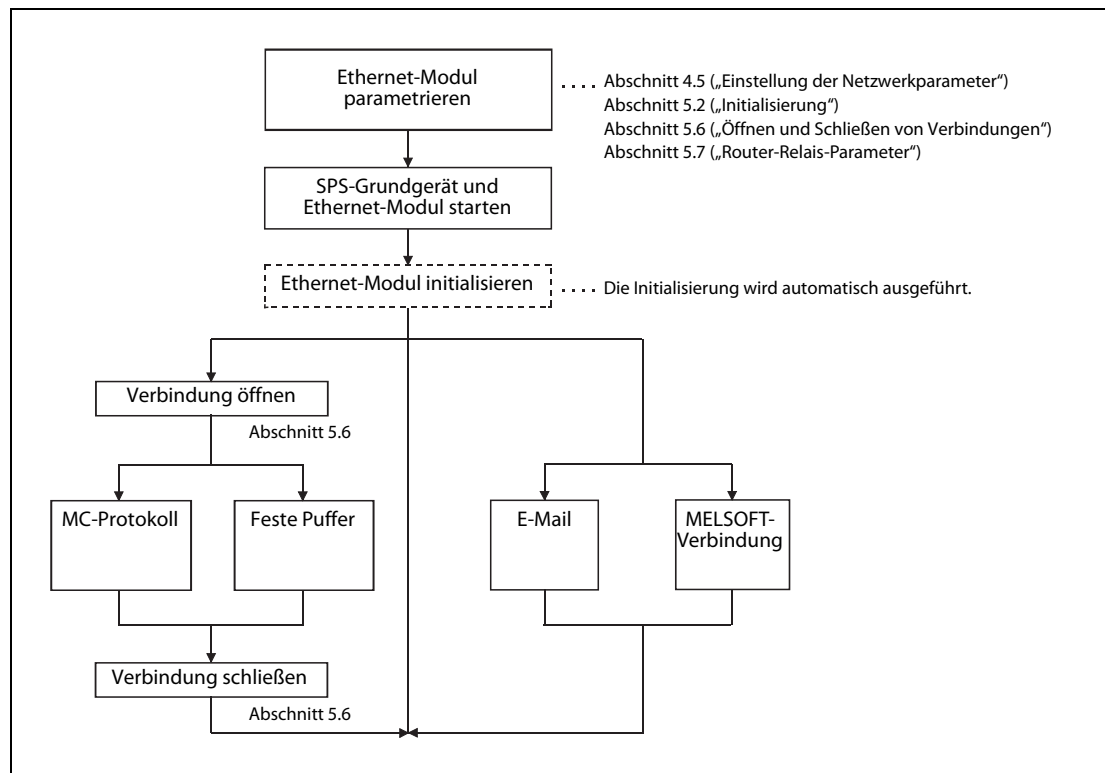 Ethernet-Modul
parametrieren
. . . . Abschnitt 4.5 („Einstellung der Netzwerkparameter“)
Abschnitt 5.2 („Initialisierung“)
Abschnitt 5.6 („Öffnen und Schließen von Verbindungen“)
Abschnitt 5.7 („Router-Relais-Parameter“)
SPS-Grundgerät und
Ethernet-Modul starten
Ethernet-Modul initialisieren
. . . . Die Initialisierung wird automatisch ausgeführt.
Verbindung öffnen
Abschnitt 5.6
MC-Protokoll
Feste Puffer
E-Mail
MELSOFT-
Verbindung
Verbindung schließen
Abschnitt 5.6